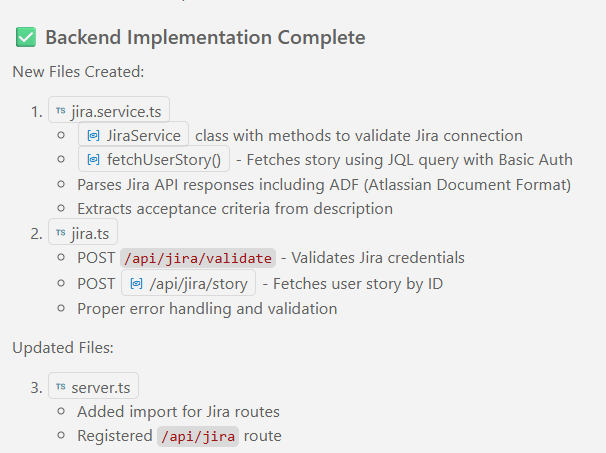 ✅ Backend Implementation Complete
New Files Created:
1. TS jira.service.ts
JiraService class with methods to validate Jira connection
fetchUserStory() - Fetches story using JQL query with Basic Auth
Parses Jira API responses including ADF (Atlassian Document Format)
Extracts acceptance criteria from description
2. TS jira.ts
POST /api/jira/validate - Validates Jira credentials
POST /api/jira/story - Fetches user story by ID
Proper error handling and validation
Updated Files:
3. TS server.ts
Added import for Jira routes
Registered /api/jira route